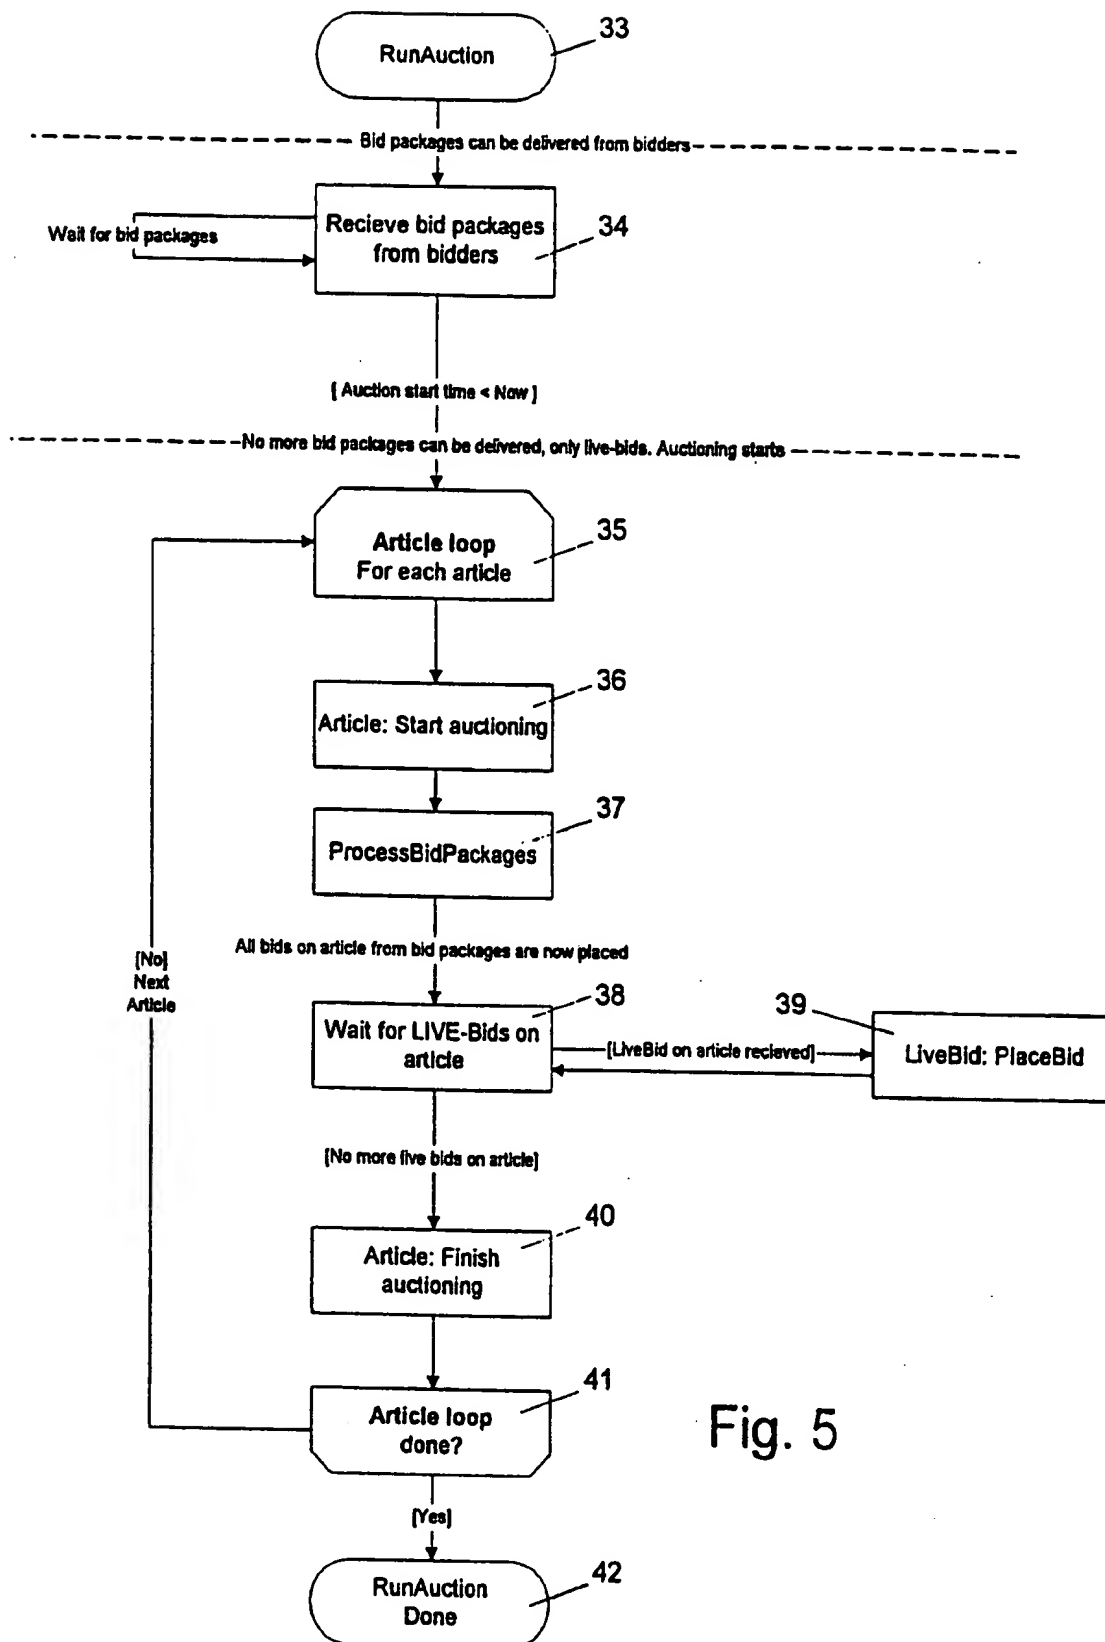 33
RunAuction
Bid packages can be delivered from bidders
Recieve bid packages
from bidders
34
Wait for bid packages
[ Auction start time < Now ]
No more bid packages can be delivered, only live-bids. Auctioning starts
35
Article loop
For each article
36
Article: Start auctioning
37
ProcessBidPackages
All bids on article from bid packages are now placed
[No]
Next
Article
38
Wait for LIVE-Bids on
article
[LiveBid on article recieved]
39
LiveBid: PlaceBid
[No more live bids on article]
40
Article: Finish
auctioning
41
Article loop
done?
Fig. 5
[Yes]
42
RunAuction
Done